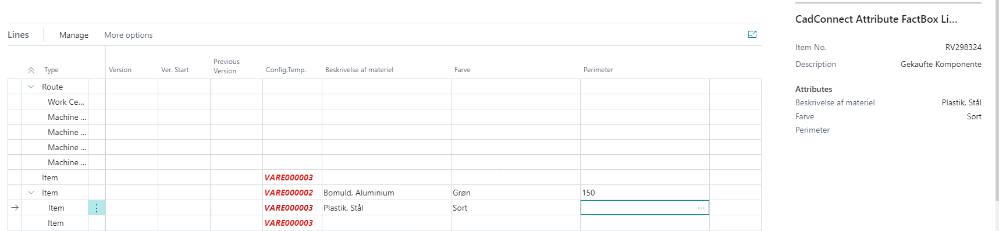 Lines Manage More options
Type Version Ver. Start Previous Version Config.Temp. Beskrivelse af materiel Farve Perimeter
Route
Work Ce...
Machine ...
Machine ...
Machine ...
Machine ...
Item VARE000003
Item VARE000002 Bomuld, Aluminium Grøn 150
Item VARE000003 Plastik, Stål Sort ...
Item VARE000003
CadConnect Attribute FactBox Li...
Item No. RV298324
Description Gekaufte Komponente
Attributes
Beskrivelse af materiel Plastik, Stål
Farve Sort
Perimeter